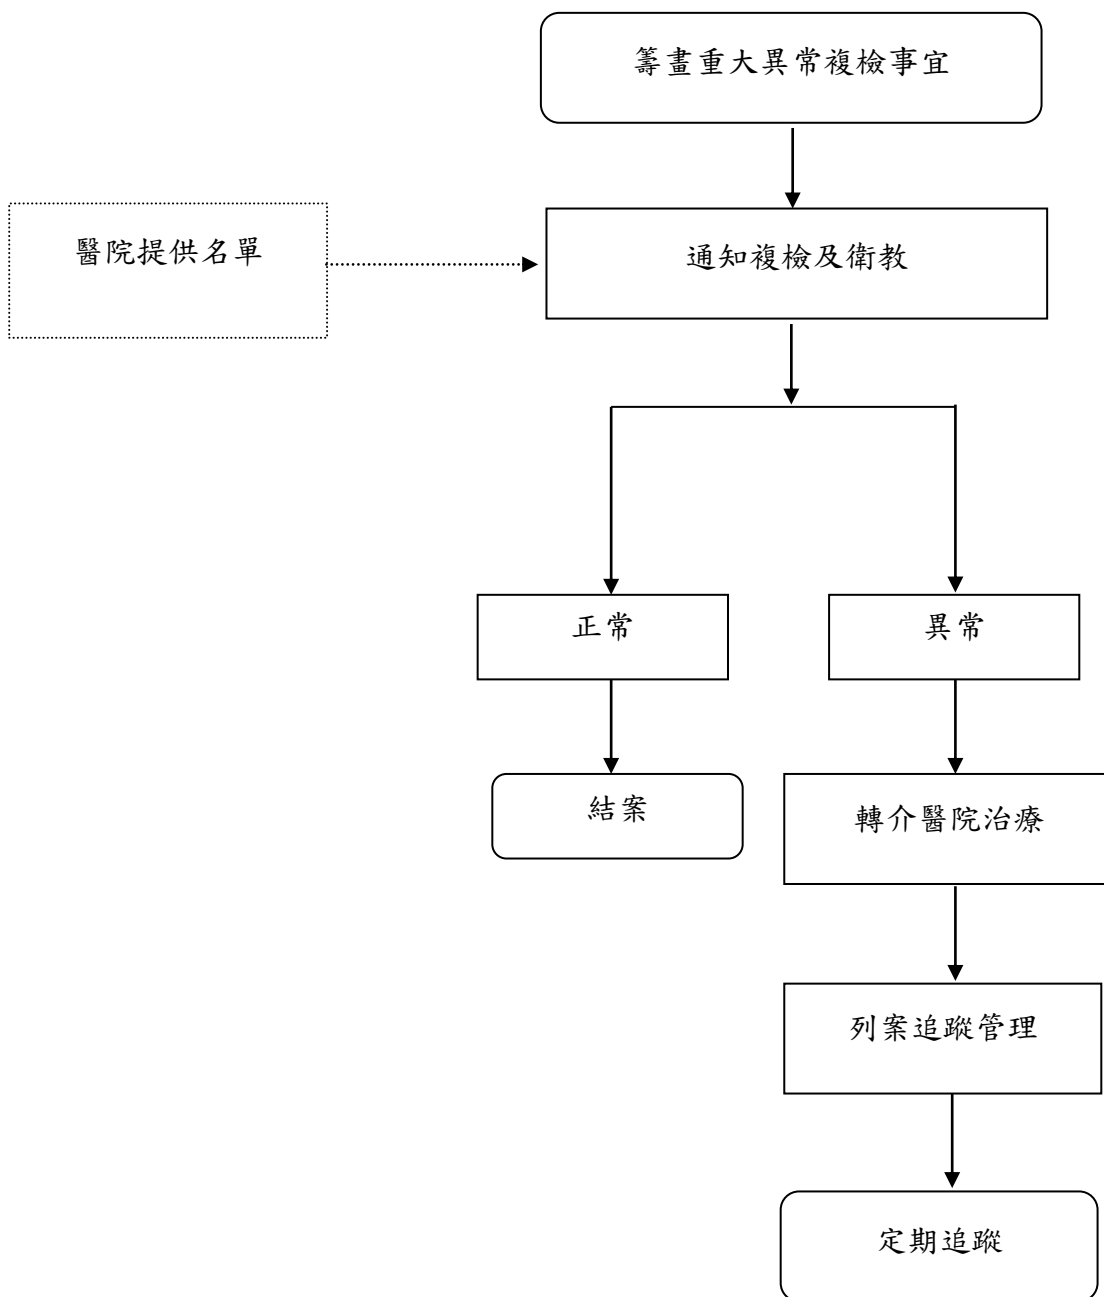 籌畫重大異常複檢事宜
醫院提供名單
通知複檢及衛教
正常
異常
結案
轉介醫院治療
列案追蹤管理
定期追蹤